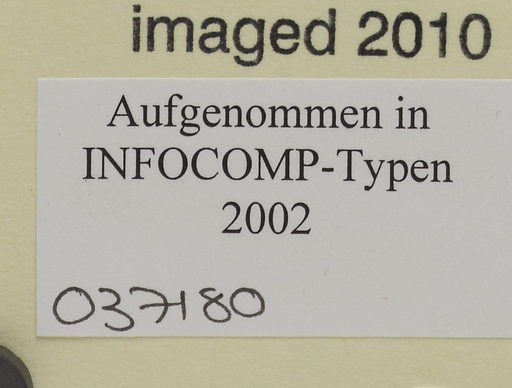 imaged 2010
Aufgenommen in
INFOCOMP-Typen
2002
037180